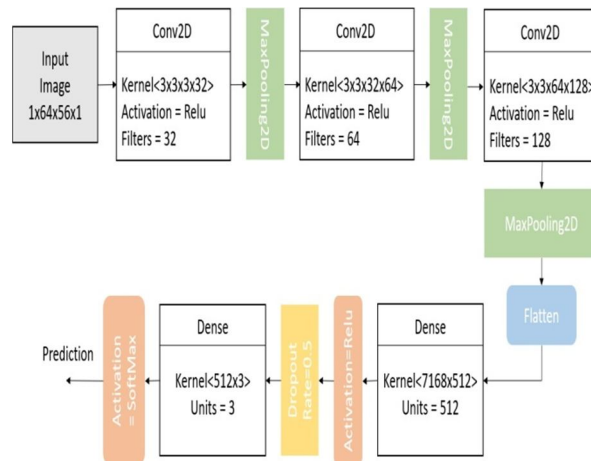 Input
Image
1x64x56x1
Conv2D
Kernel<3x3x3x32>
Activation = Relu
Filters = 32
MaxPooling2D
Conv2D
Kernel<3x3x32x64>
Activation = Relu
Filters = 64
MaxPooling2D
Conv2D
Kernel<3x3x64x128>
Activation = Relu
Filters = 128
MaxPooling2D
Flatten
Dense
Kernel<7168x512>
Units = 512
Activation=Relu
Dropout
Rate=0.5
Dense
Kernel<512x3>
Units = 3
Activation
= SoftMax
Prediction